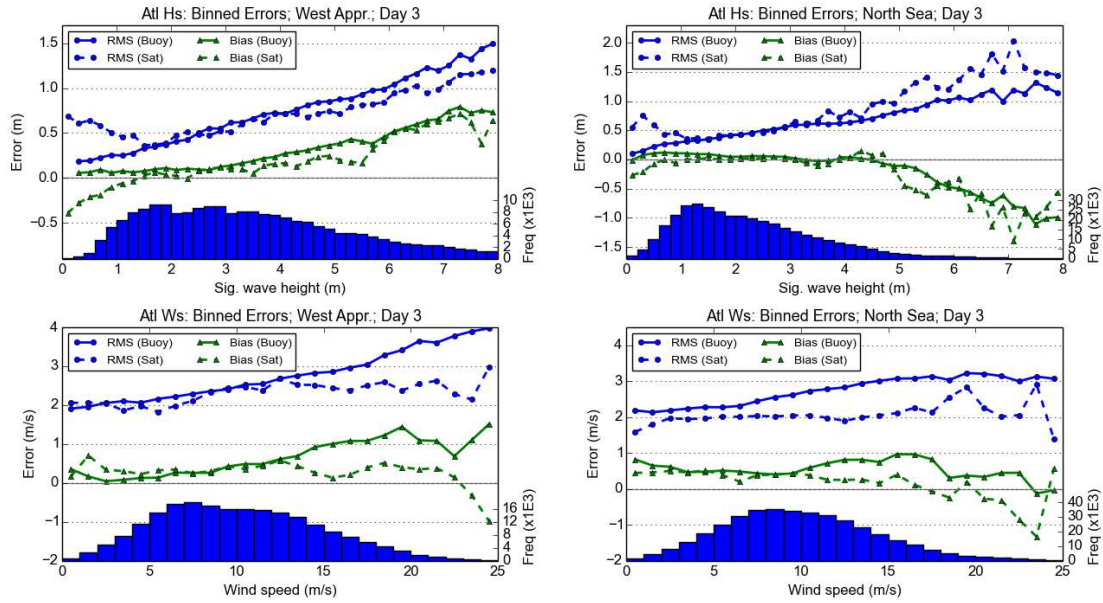 Atl Hs: Binned Errors; West Appr.; Day 3
RMS (Buoy) Bias (Buoy)
RMS (Sat) Bias (Sat)
1.5
1.0
0.5
0.0
−0.5
Error (m)
10
8
6
4
2
0
Freq (x1E3)
0 1 2 3 4 5 6 7 8
Sig. wave height (m)
Atl Hs: Binned Errors; North Sea; Day 3
RMS (Buoy) Bias (Buoy)
RMS (Sat) Bias (Sat)
2.0
1.5
1.0
0.5
0.0
−0.5
−1.0
−1.5
Error (m)
30
25
20
15
10
5
0
Freq (x1E3)
0 1 2 3 4 5 6 7 8
Sig. wave height (m)
Atl Ws: Binned Errors; West Appr.; Day 3
RMS (Buoy) Bias (Buoy)
RMS (Sat) Bias (Sat)
4
3
2
1
0
−1
−2
Error (m/s)
16
12
8
4
0
Freq (x1E3)
0 5 10 15 20 25
Wind speed (m/s)
Atl Ws: Binned Errors; North Sea; Day 3
RMS (Buoy) Bias (Buoy)
RMS (Sat) Bias (Sat)
4
3
2
1
0
−1
−2
Error (m/s)
40
30
20
10
0
Freq (x1E3)
0 5 10 15 20 25
Wind speed (m/s)